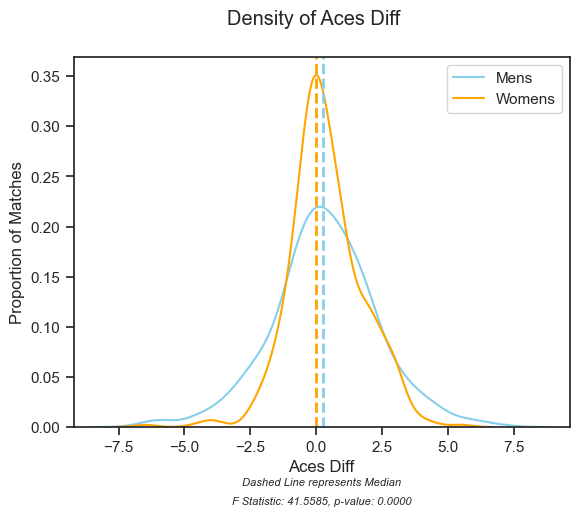 Density of Aces Diff
Mens
Womens
0.35
0.30
0.25
0.20
0.15
0.10
0.05
0.00
Proportion of Matches
−7.5 −5.0 −2.5 0.0 2.5 5.0 7.5
Aces Diff
Dashed Line represents Median
F Statistic: 41.5585, p-value: 0.0000